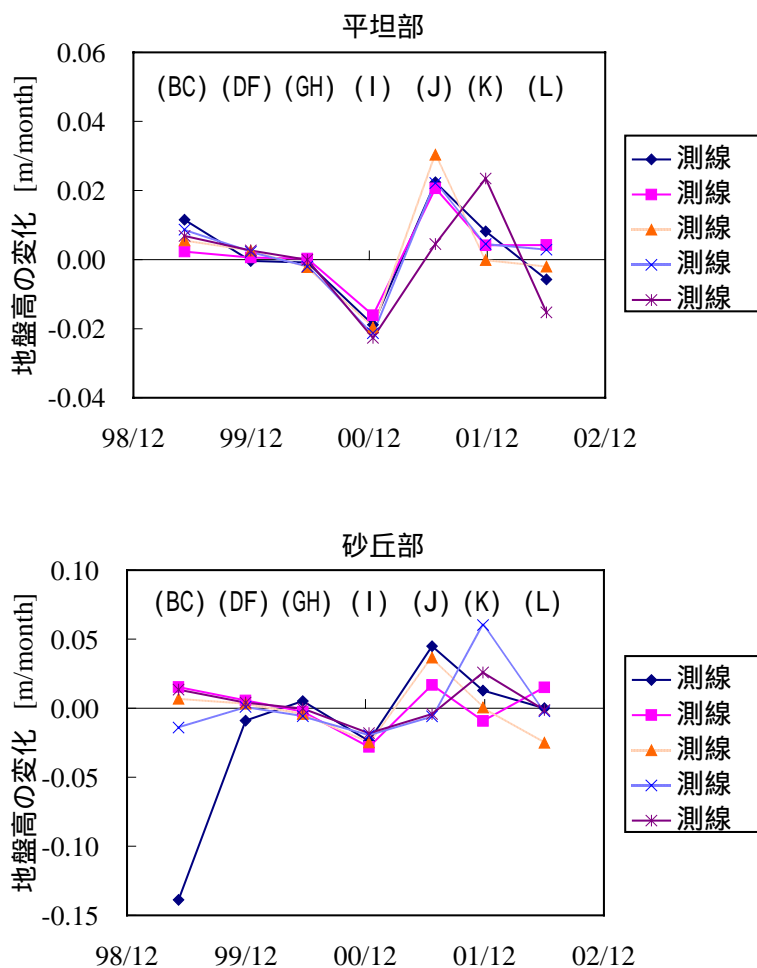 平坦部
地盤高の変化 [m/month]
0.06
0.04
0.02
0.00
-0.02
-0.04
(BC) (DF) (GH) (I) (J) (K) (L)
98/12 99/12 00/12 01/12 02/12
測線
測線
測線
測線
測線
砂丘部
地盤高の変化 [m/month]
0.10
0.05
0.00
-0.05
-0.10
-0.15
(BC) (DF) (GH) (I) (J) (K) (L)
98/12 99/12 00/12 01/12 02/12
測線
測線
測線
測線
測線